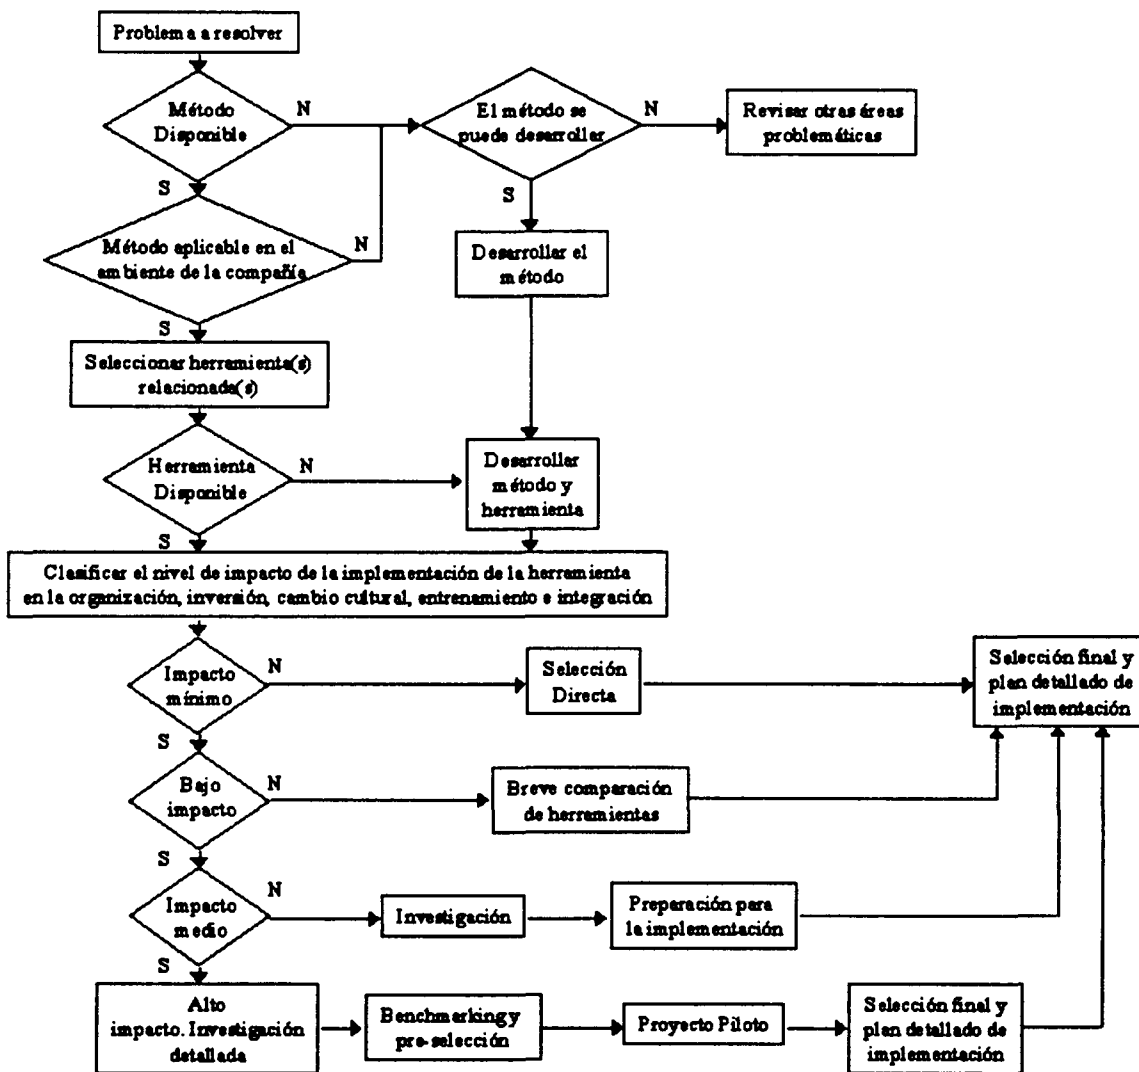 Problema a resolver
Método
Disponible
N
El método se
puede desarrollar
N
Revisar otras áreas
problemáticas
S
S
Método aplicable en el
ambiente de la compañía
N
Desarrollar el
método
S
Seleccionar herramienta(s)
relacionada(s)
Herramienta
Disponible
N
Desarrollar
método y
herramienta
S
Clasificar el nivel de impacto de la implementación de la herramienta
en la organización, inversión, cambio cultural, entrenamiento e integración
Impacto
mínimo
N
Selección
Directa
Selección final y
plan detallado de
implementación
S
Bajo
impacto
N
Breve comparación
de herramientas
S
Impacto
medio
N
Investigación
Preparación para
la implementación
S
Alto
impacto. Investigación
detallada
Benchmarking y
pre-selección
Proyecto Piloto
Selección final y
plan detallado de
implementación